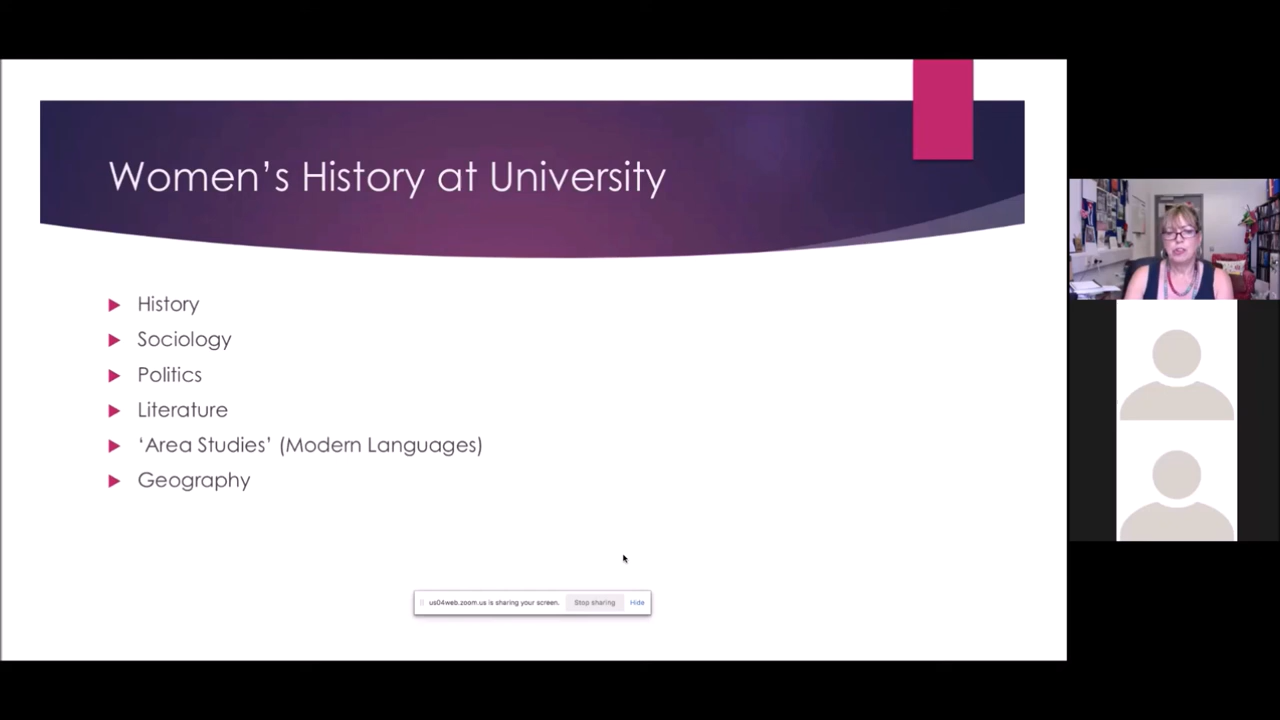 Women’s History at University
History
Sociology
Politics
Literature
‘Area Studies’ (Modern Languages)
Geography
us04web.zoom.us is sharing your screen. Stop sharing Hide